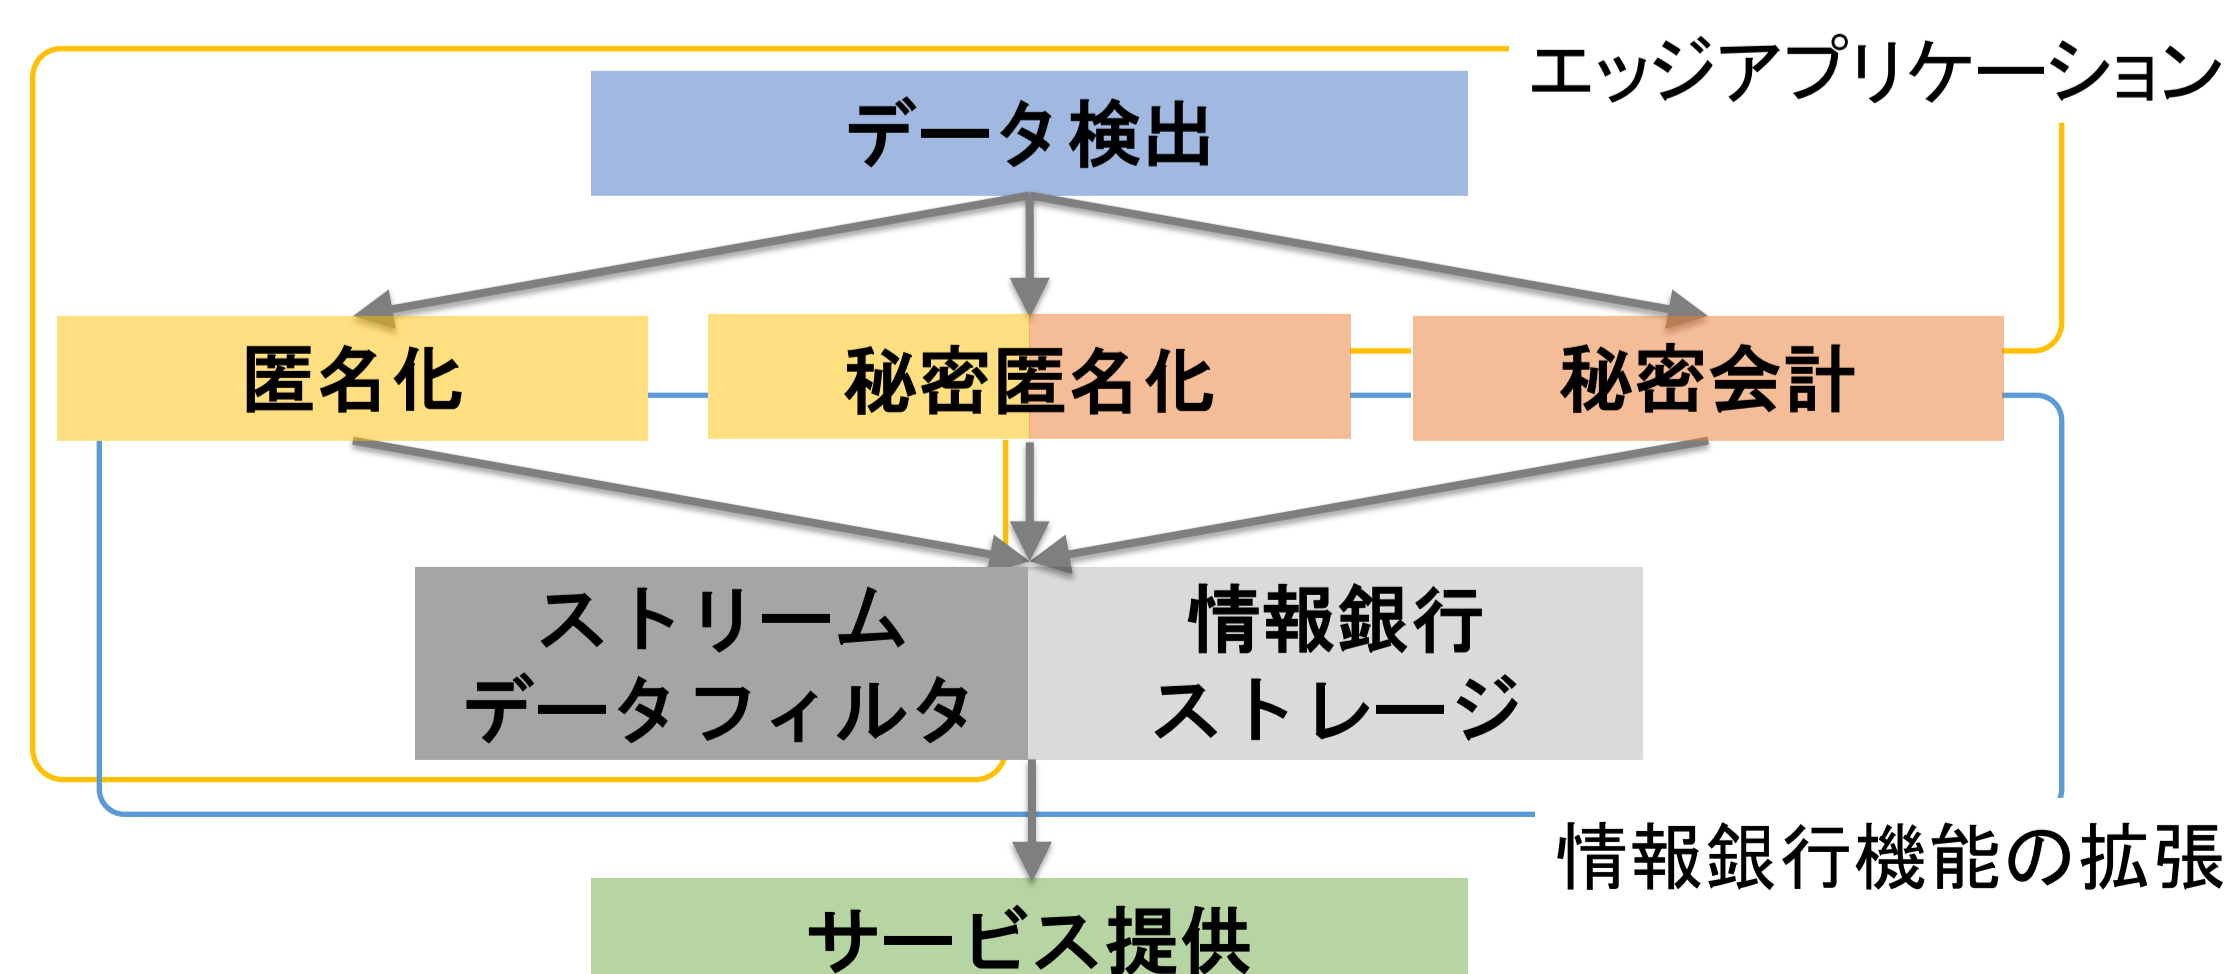 エッジアプリケーション
データ検出
匿名化
秘密匿名化
秘密会計
ストリーム
データフィルタ
情報銀行
ストレージ
情報銀行機能の拡張
サービス提供